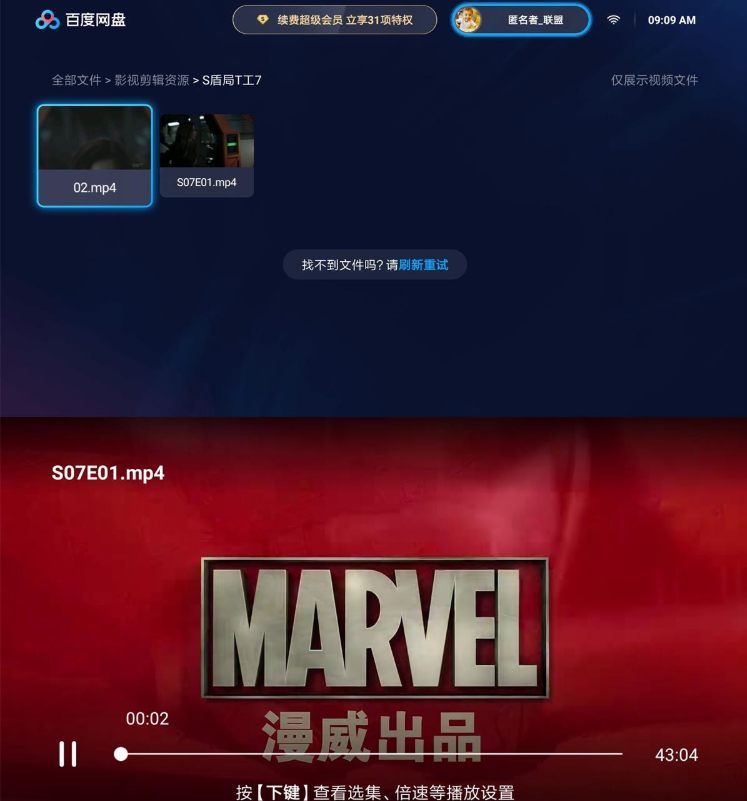 百度网盘
续费超级会员 立享31项特权
匿名者_联盟
09:09 AM
全部文件 > 影视剪辑资源 > S盾局T工7
仅展示视频文件
02.mp4
S07E01.mp4
找不到文件吗? 请刷新重试
S07E01.mp4
MARVEL
漫威出品
00:02
43:04
按【下键】查看选集、倍速等播放设置